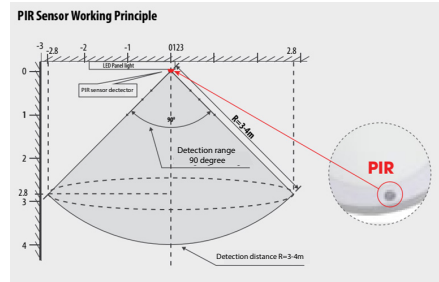 PIR Sensor Working Principle
-3 -2.8 -2 -1 0123 2.8
LED Panel light
0
PIR sensor dectector
90°
R=3-4m
1
Detection range
90 degree
PIR
2
2.8
3
4
Detection distance R=3-4m